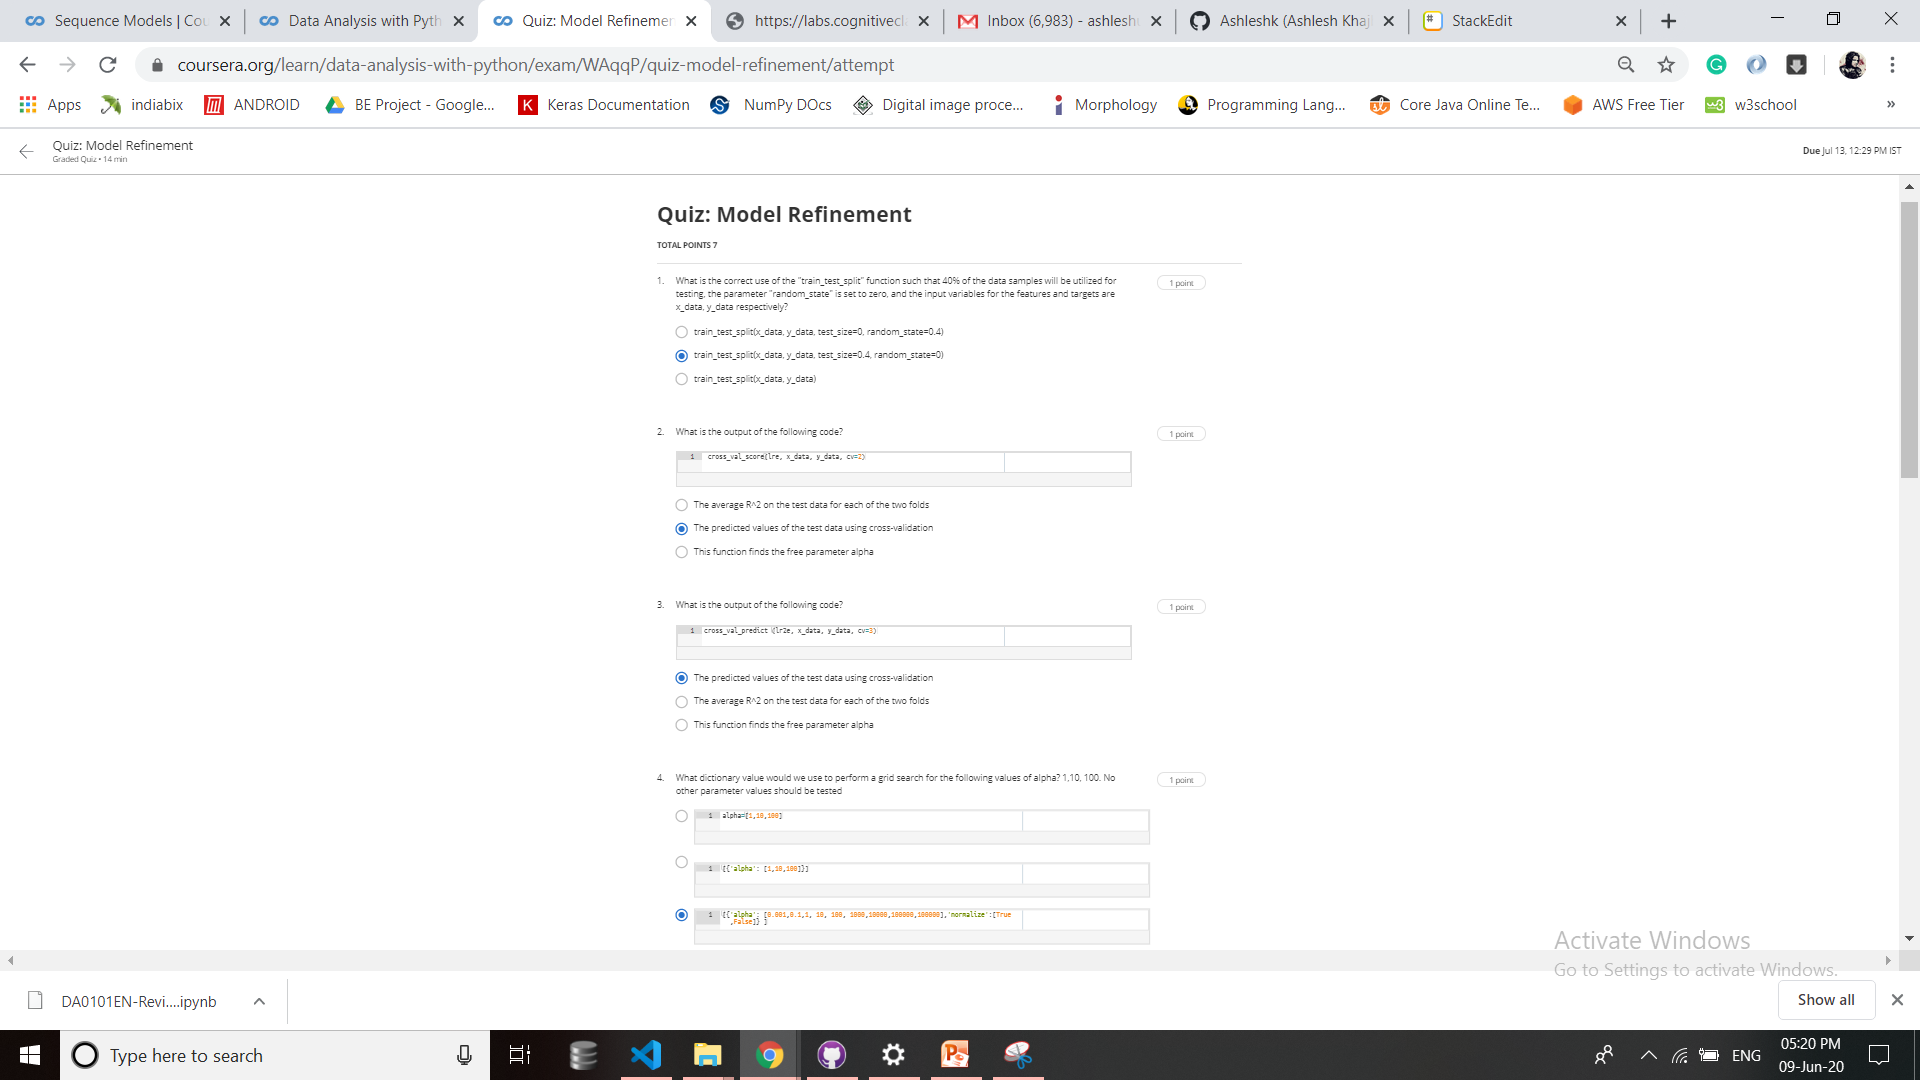 Sequence Models | Cou
Data Analysis with Pyth
Quiz: Model Refinemen
https://labs.cognitivecl
Inbox (6,983) - ashlesh
Ashleshk (Ashlesh Khaj
StackEdit
coursera.org/learn/data-analysis-with-python/exam/WAqqP/quiz-model-refinement/attempt
Apps
indiabix
ANDROID
BE Project - Google...
Keras Documentation
NumPy DOcs
Digital image proce...
Morphology
Programming Lang...
Core Java Online Te...
AWS Free Tier
w3school
»
Quiz: Model Refinement
Graded Quiz • 14 min
Due Jul 13, 12:29 PM IST
Quiz: Model Refinement
TOTAL POINTS 7
1. What is the correct use of the "train_test_split" function such that 40% of the data samples will be utilized for
testing, the parameter "random_state" is set to zero, and the input variables for the features and targets are
x_data, y_data respectively?
1 point
train_test_split(x_data, y_data, test_size=0, random_state=0.4)
train_test_split(x_data, y_data, test_size=0.4, random_state=0)
train_test_split(x_data, y_data)
2. What is the output of the following code?
1 point
1 cross_val_score(lre, x_data, y_data, cv=2)
The average R^2 on the test data for each of the two folds
The predicted values of the test data using cross-validation
This function finds the free parameter alpha
3. What is the output of the following code?
1 point
1 cross_val_predict (lr2e, x_data, y_data, cv=3)
The predicted values of the test data using cross-validation
The average R^2 on the test data for each of the two folds
This function finds the free parameter alpha
4. What dictionary value would we use to perform a grid search for the following values of alpha? 1,10, 100. No
other parameter values should be tested
1 point
1 alpha=[1,10,100]
1 [{'alpha': [1,10,100]}]
1 [{'alpha': [0.001,0.1,1, 10, 100, 1000,10000,100000,100000],'normalize':[True
,False]} ]
Activate Windows
Go to Settings to activate Windows.
DA0101EN-Revi....ipynb
Show all
Type here to search
ENG
05:20 PM
09-Jun-20